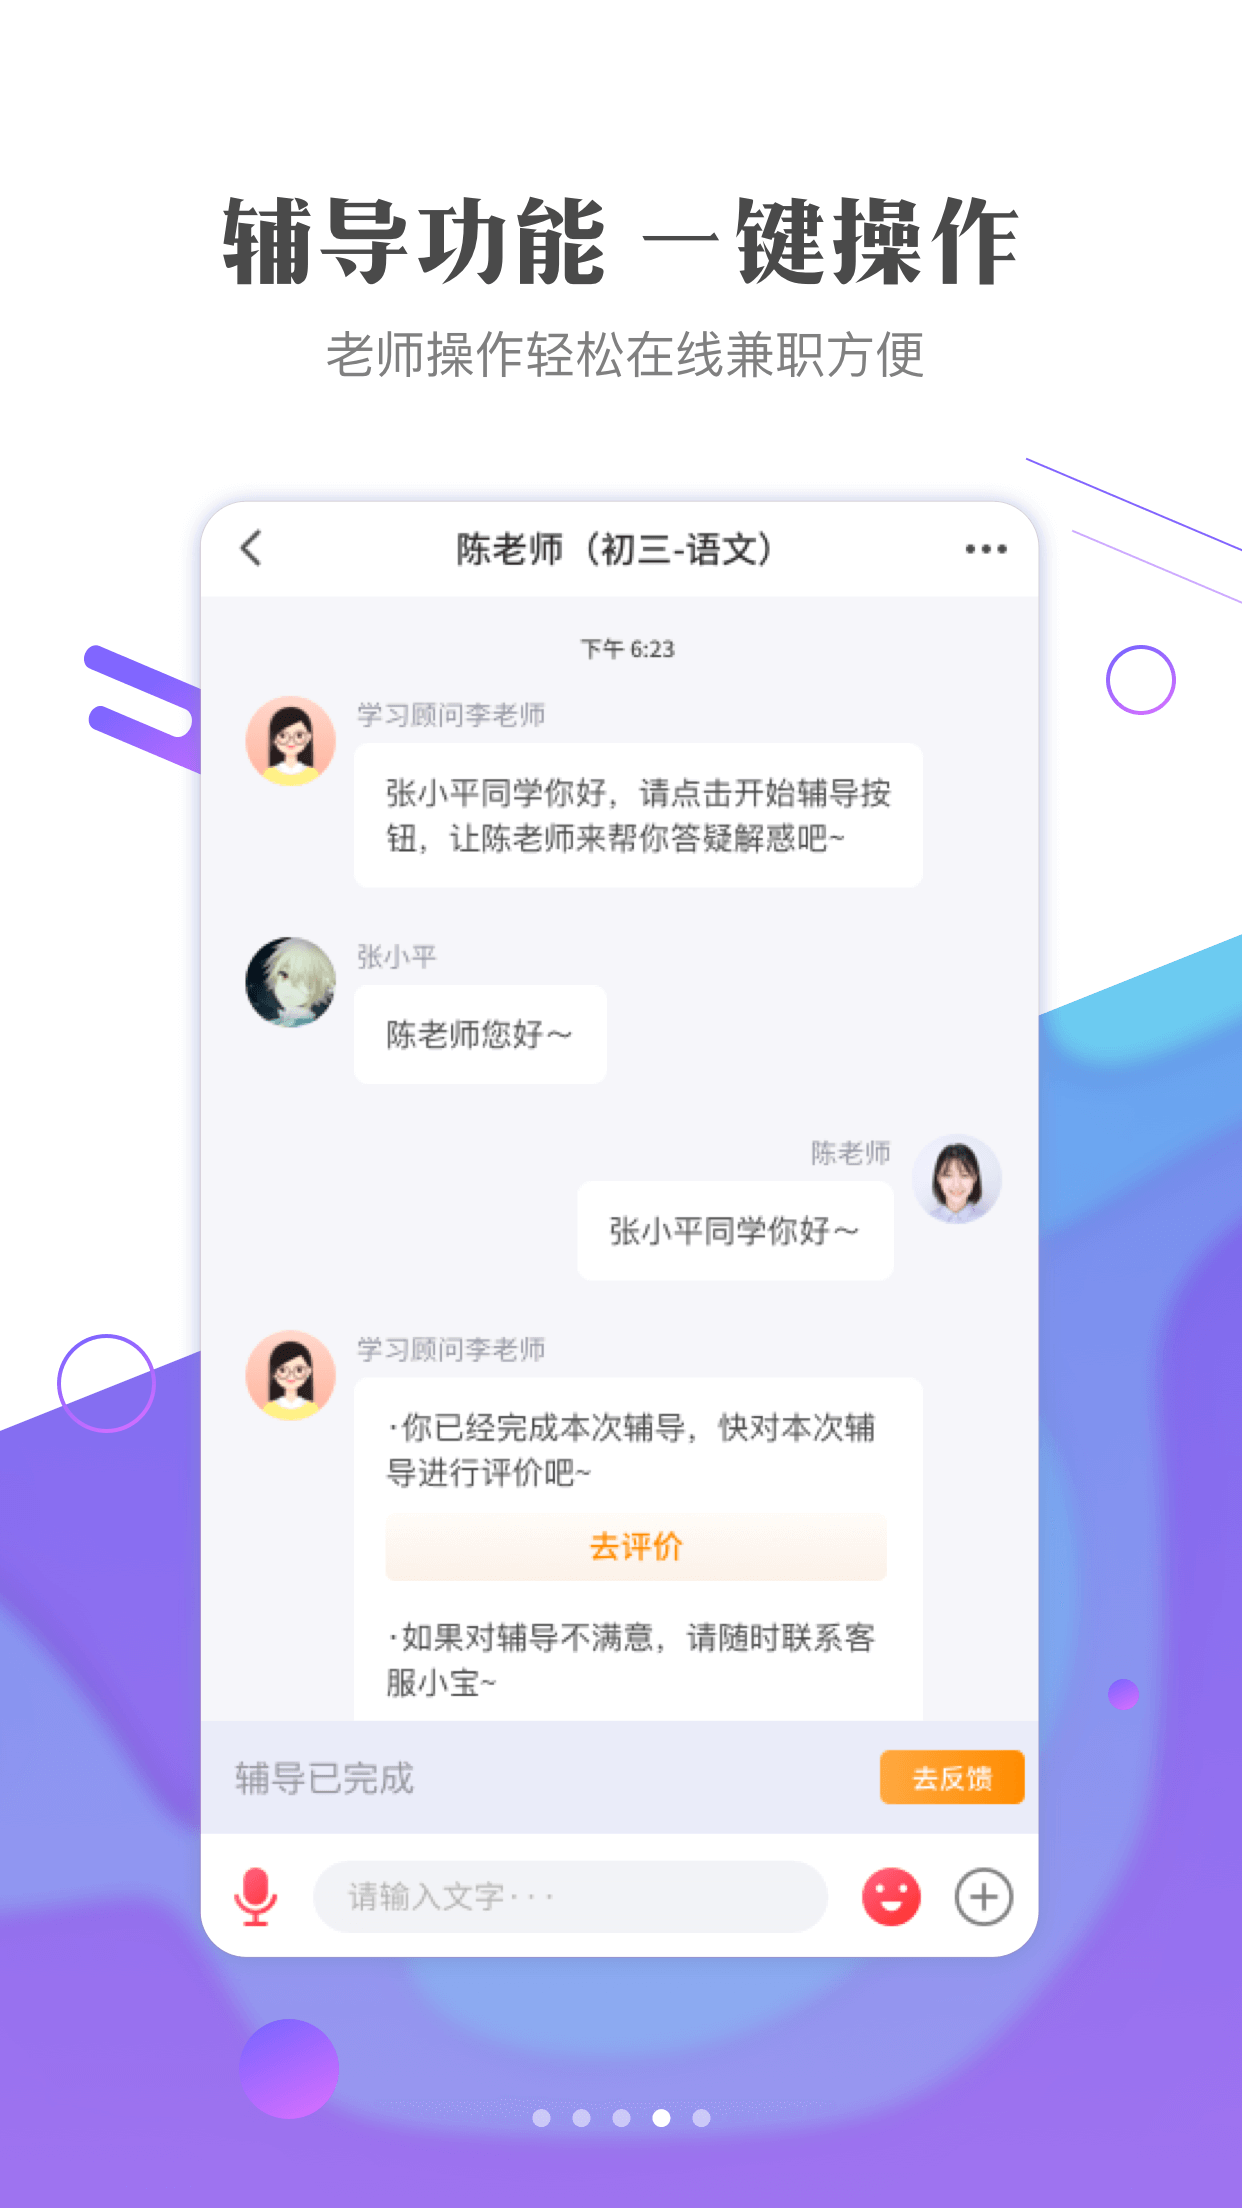 辅导功能 一键操作
老师操作轻松在线兼职方便
陈老师（初三-语文）
下午 6:23
学习顾问李老师
张小平同学你好，请点击开始辅导按
钮，让陈老师来帮你答疑解惑吧~
张小平
陈老师您好～
陈老师
张小平同学你好～
学习顾问李老师
·你已经完成本次辅导，快对本次辅
导进行评价吧~
去评价
·如果对辅导不满意，请随时联系客
服小宝~
辅导已完成
去反馈
请输入文字···